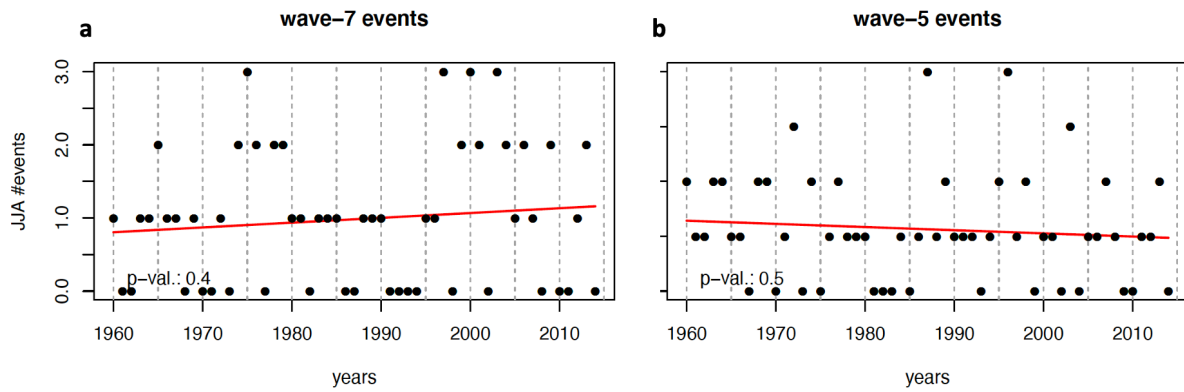 a
wave−7 events
JJA #events
3.0
2.0
1.0
0.0
p−val.: 0.4
1960 1970 1980 1990 2000 2010
years
b
wave−5 events
p−val.: 0.5
1960 1970 1980 1990 2000 2010
years